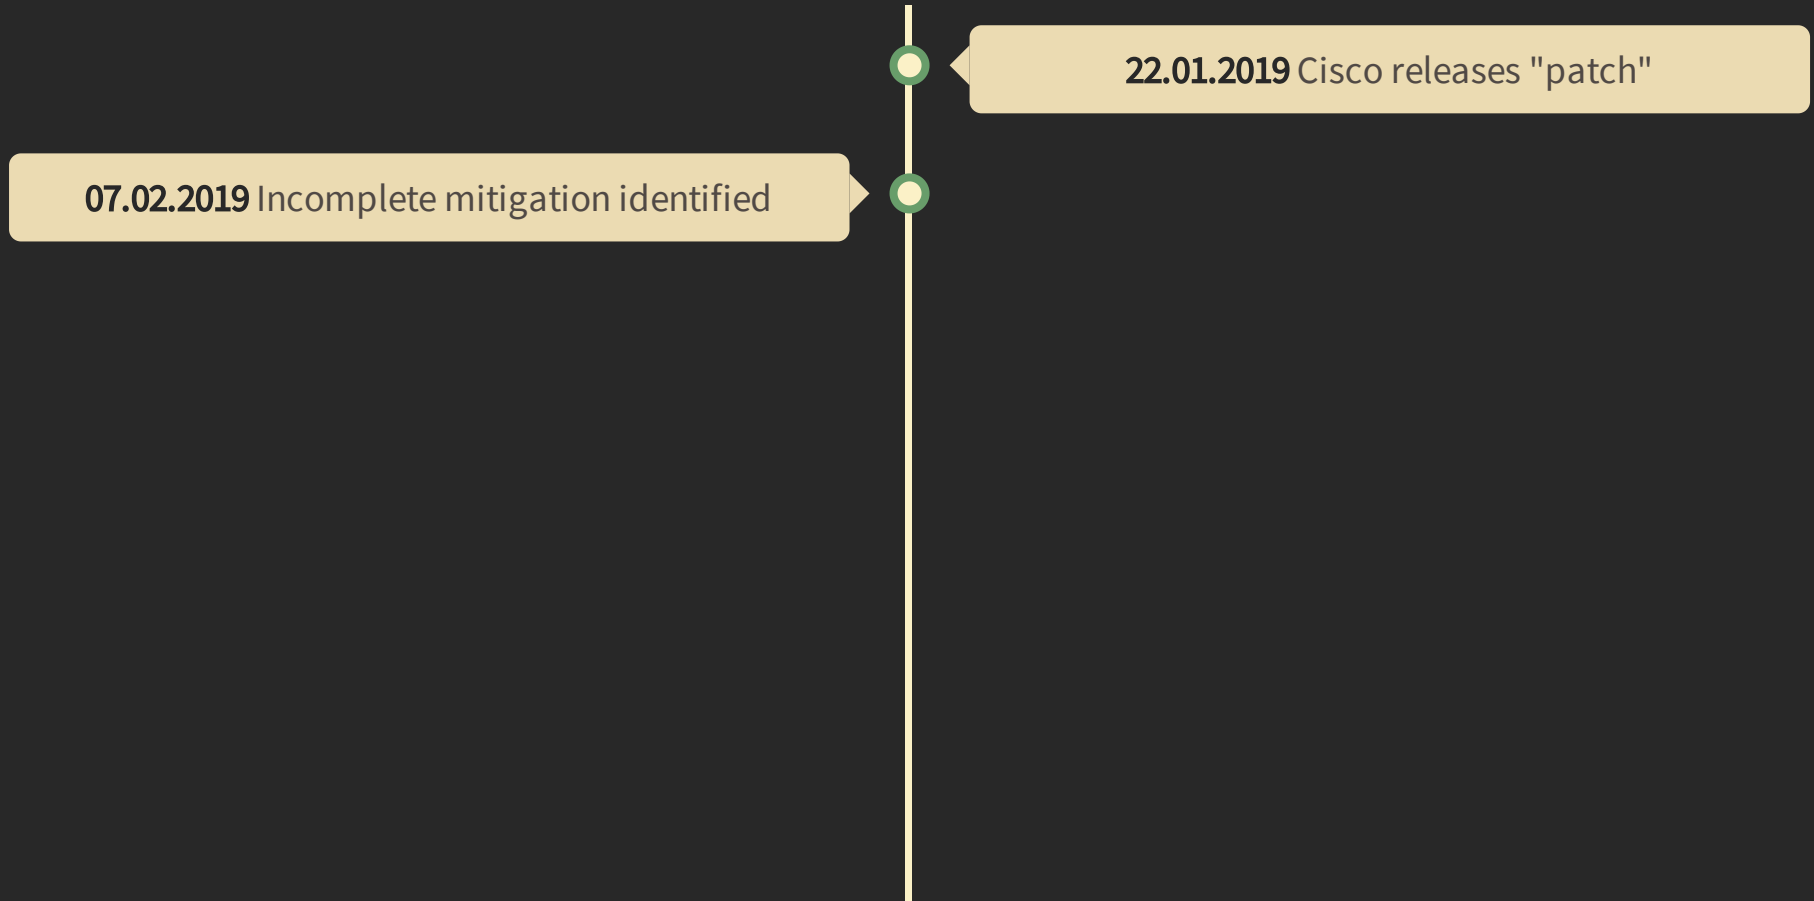 22.01.2019 Cisco releases "patch"
07.02.2019 Incomplete mitigation identified